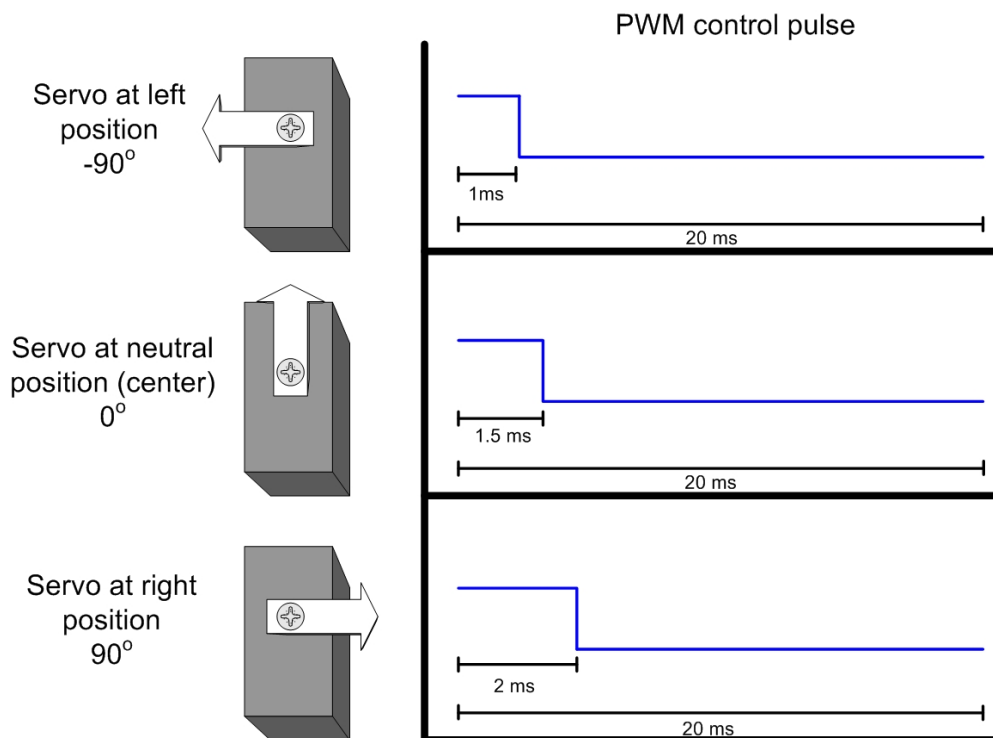 PWM control pulse
Servo at left
position
-90°
1ms
20 ms
Servo at neutral
position (center)
0°
1.5 ms
20 ms
Servo at right
position
90°
2 ms
20 ms